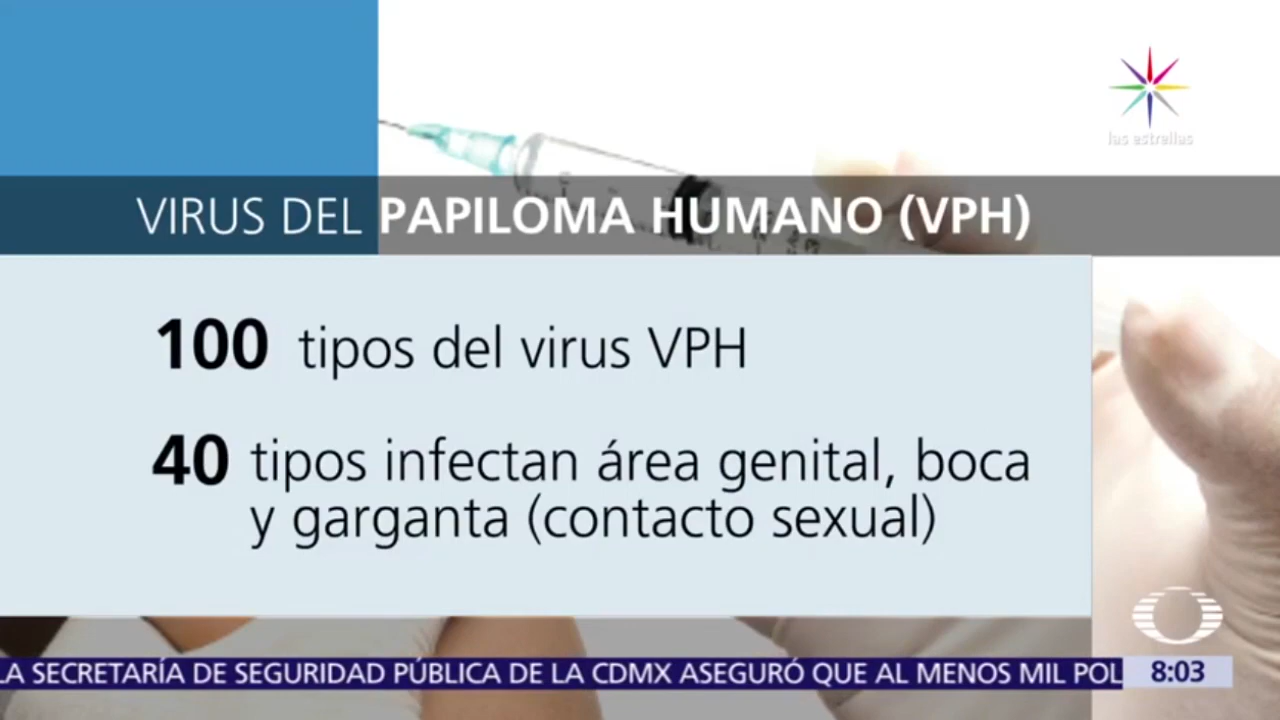 las estrellas
VIRUS DEL PAPILOMA HUMANO (VPH)
100 tipos del virus VPH
40 tipos infectan área genital, boca
y garganta (contacto sexual)
LA SECRETARÍA DE SEGURIDAD PÚBLICA DE LA CDMX ASEGURÓ QUE AL MENOS MIL POL
8:03